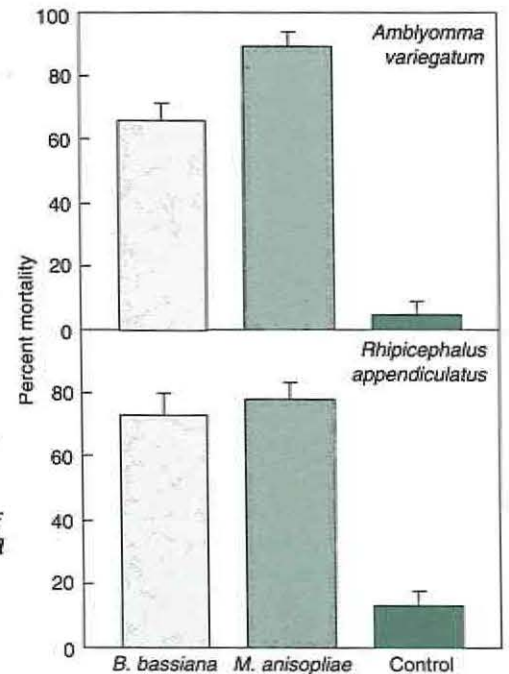 100
Amblyomma
variegatum
80
60
40
20
0
Percent mortality
Rhipicephalus
appendiculatus
80
60
40
20
0
B. bassiana M. anisopliae Control